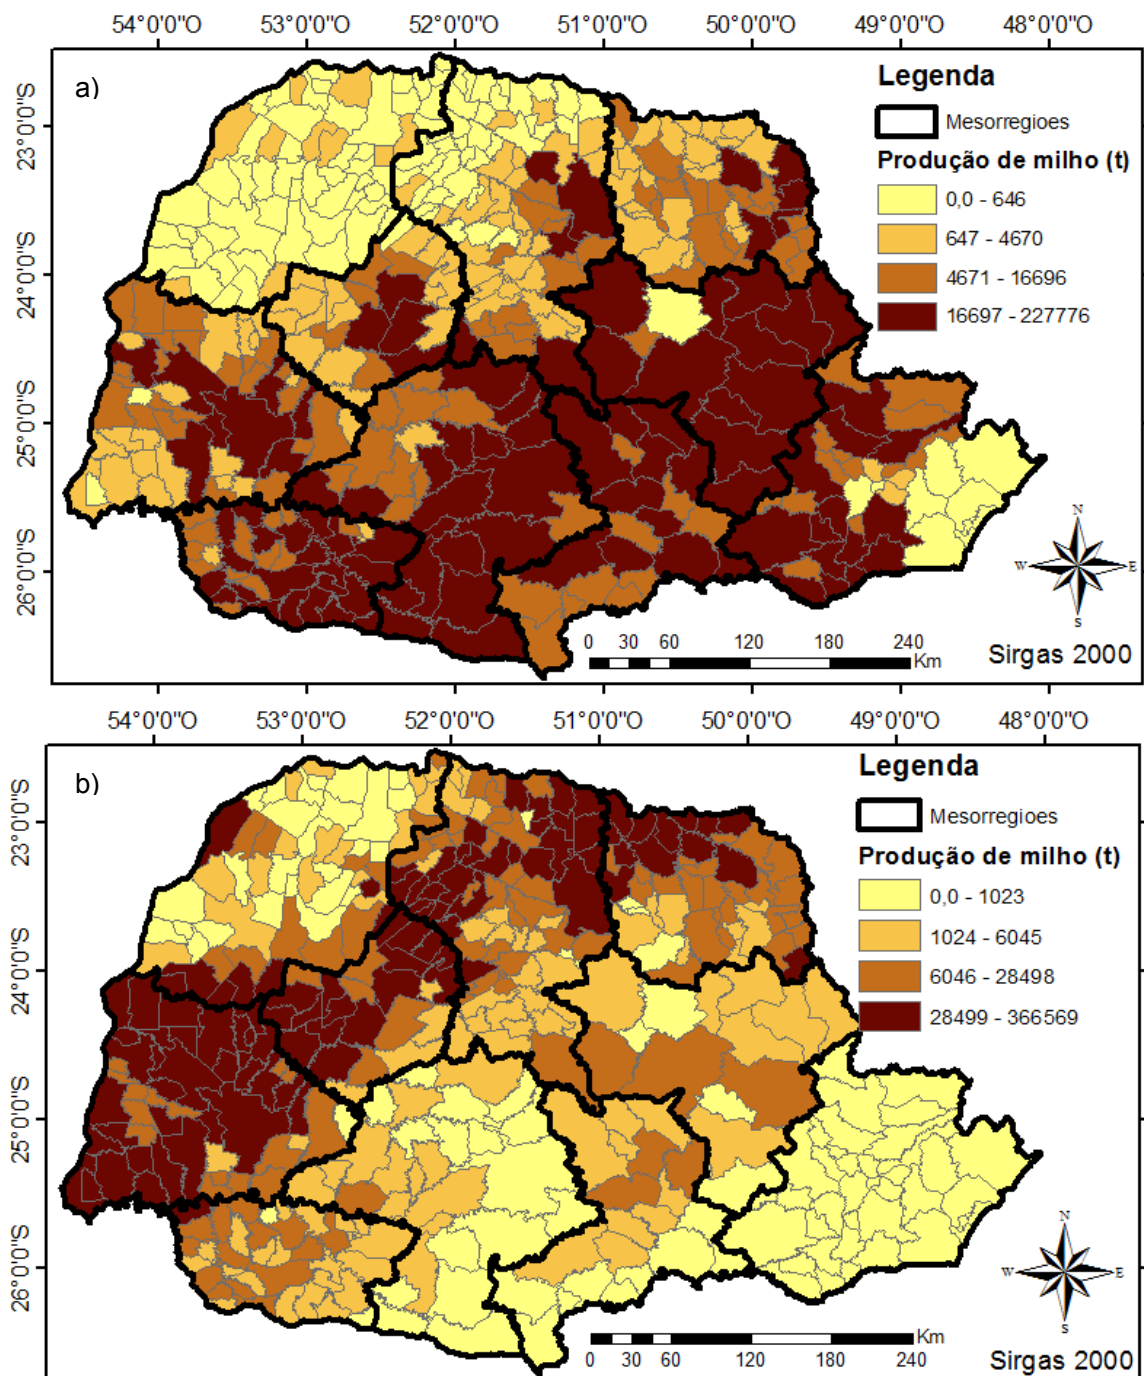 54°0'0"O 53°0'0"O 52°0'0"O 51°0'0"O 50°0'0"O 49°0'0"O 48°0'0"O
a)
23°0'0"S
24°0'0"S
25°0'0"S
26°0'0"S
Legenda
Mesorregioes
Produção de milho (t)
0,0 - 646
647 - 4670
4671 - 16696
16697 - 227776
N
W E
S
0 30 60 120 180 240
Km
Sirgas 2000
54°0'0"O 53°0'0"O 52°0'0"O 51°0'0"O 50°0'0"O 49°0'0"O 48°0'0"O
b)
23°0'0"S
24°0'0"S
25°0'0"S
26°0'0"S
Legenda
Mesorregioes
Produção de milho (t)
0,0 - 1023
1024 - 6045
6046 - 28498
28499 - 366569
N
W E
S
Km
0 30 60 120 180 240
Sirgas 2000